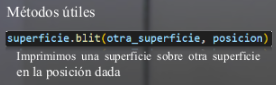 Métodos útiles
superficie.blit(otra_superficie, posicion)
Imprimimos una superficie sobre otra superficie
en la posición dada